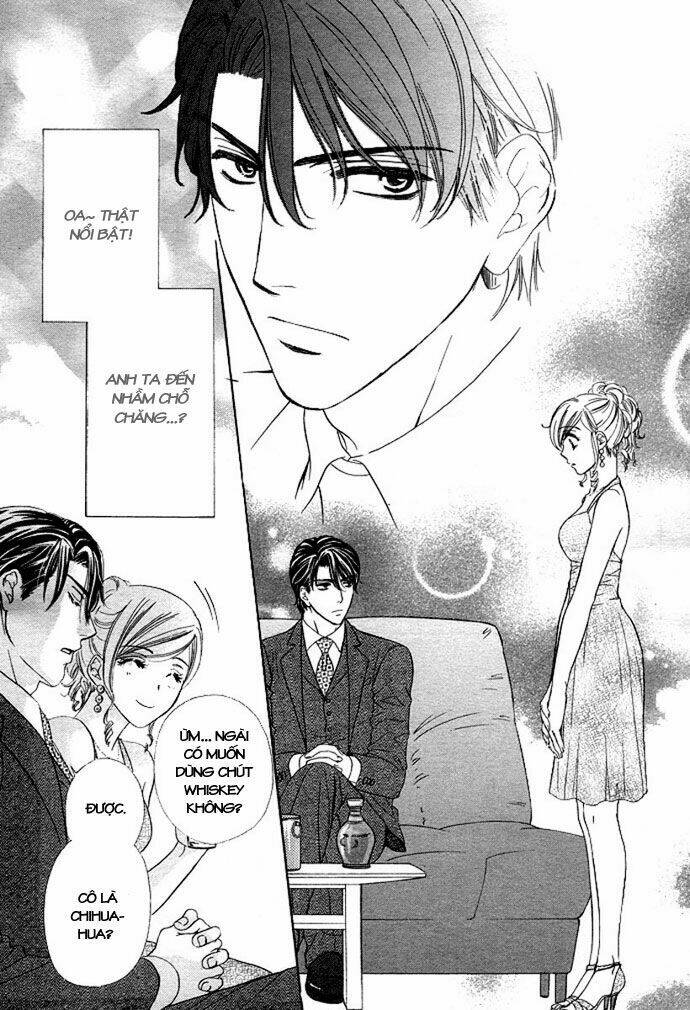 OA~ THẬT
NỔI BẬT!
ANH TA ĐẾN
NHẦM CHỖ
CHĂNG...?
ỪM... NGÀI
CÓ MUỐN
DÙNG CHÚT
WHISKEY
KHÔNG?
ĐƯỢC.
CÔ LÀ
CHIHUA-
HUA?